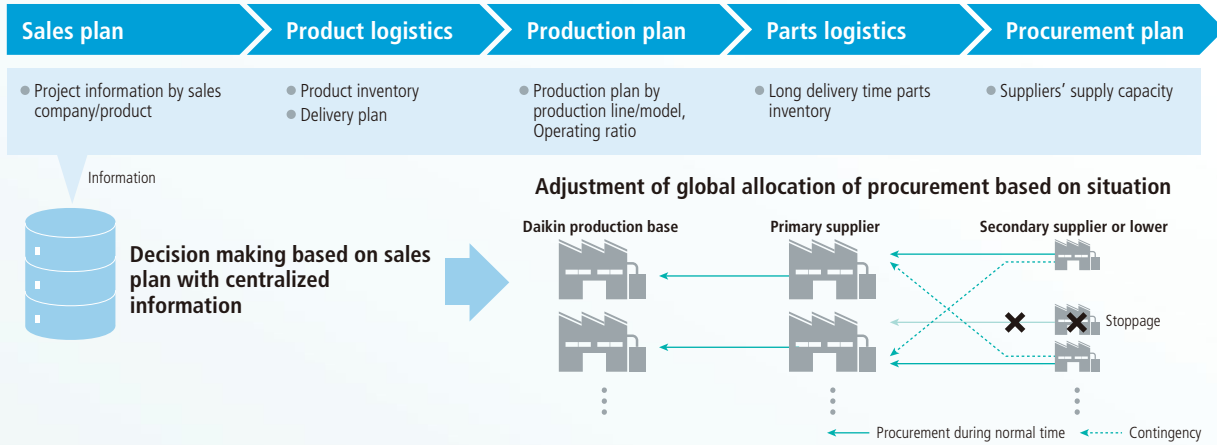 Sales plan
Product logistics
Production plan
Parts logistics
Procurement plan
● Project information by sales
company/product
● Product inventory
● Delivery plan
● Production plan by
production line/model,
Operating ratio
● Long delivery time parts
inventory
● Suppliers’ supply capacity
Information
Decision making based on sales
plan with centralized
information
Adjustment of global allocation of procurement based on situation
Daikin production base
Primary supplier
Secondary supplier or lower
Stoppage
Procurement during normal time
Contingency